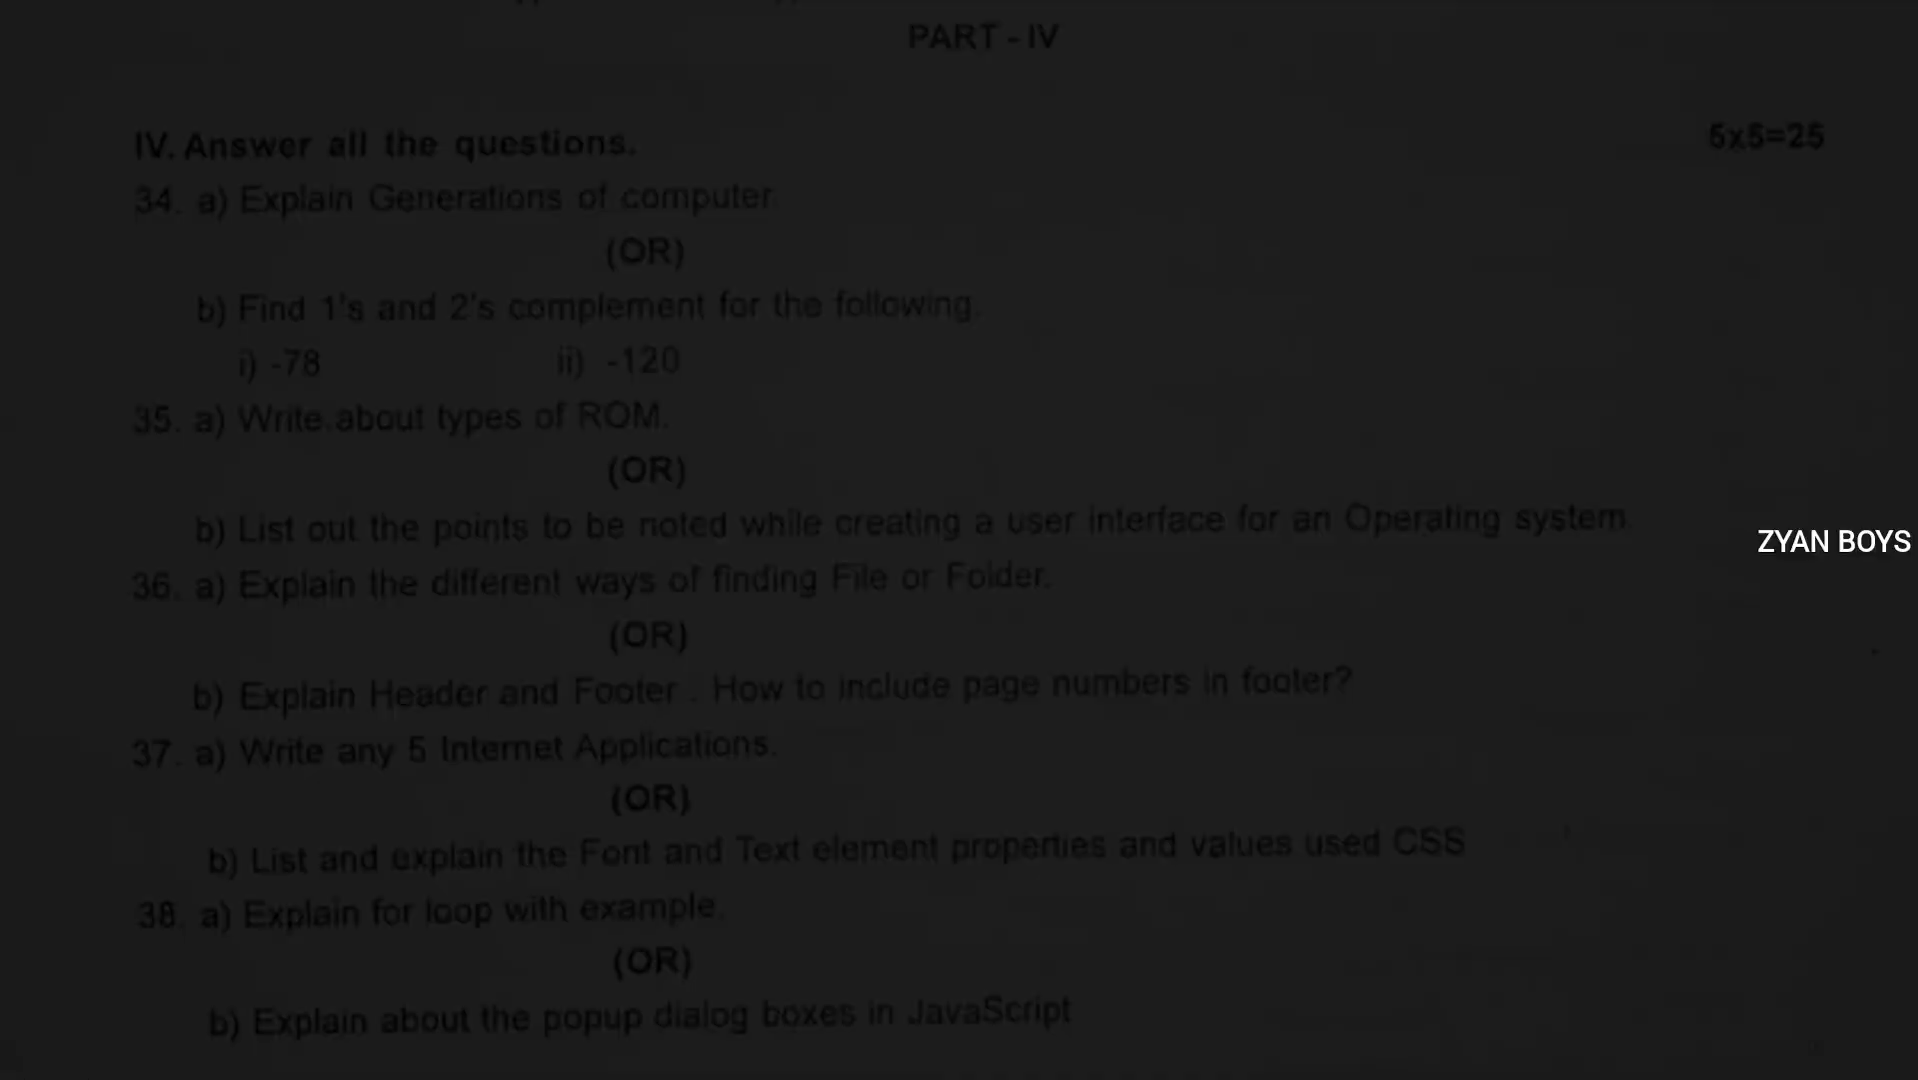 PART - IV
IV. Answer all the questions. 5x5=25
34. a) Explain Generations of computer.
(OR)
b) Find 1's and 2's complement for the following.
i) -78 ii) -120
35. a) Write about types of ROM.
(OR)
b) List out the points to be noted while creating a user interface for an Operating system.
ZYAN BOYS
36. a) Explain the different ways of finding File or Folder.
(OR)
b) Explain Header and Footer . How to include page numbers in footer?
37. a) Write any 5 Internet Applications.
(OR)
b) List and explain the Font and Text element properties and values used CSS
38. a) Explain for loop with example.
(OR)
b) Explain about the popup dialog boxes in JavaScript